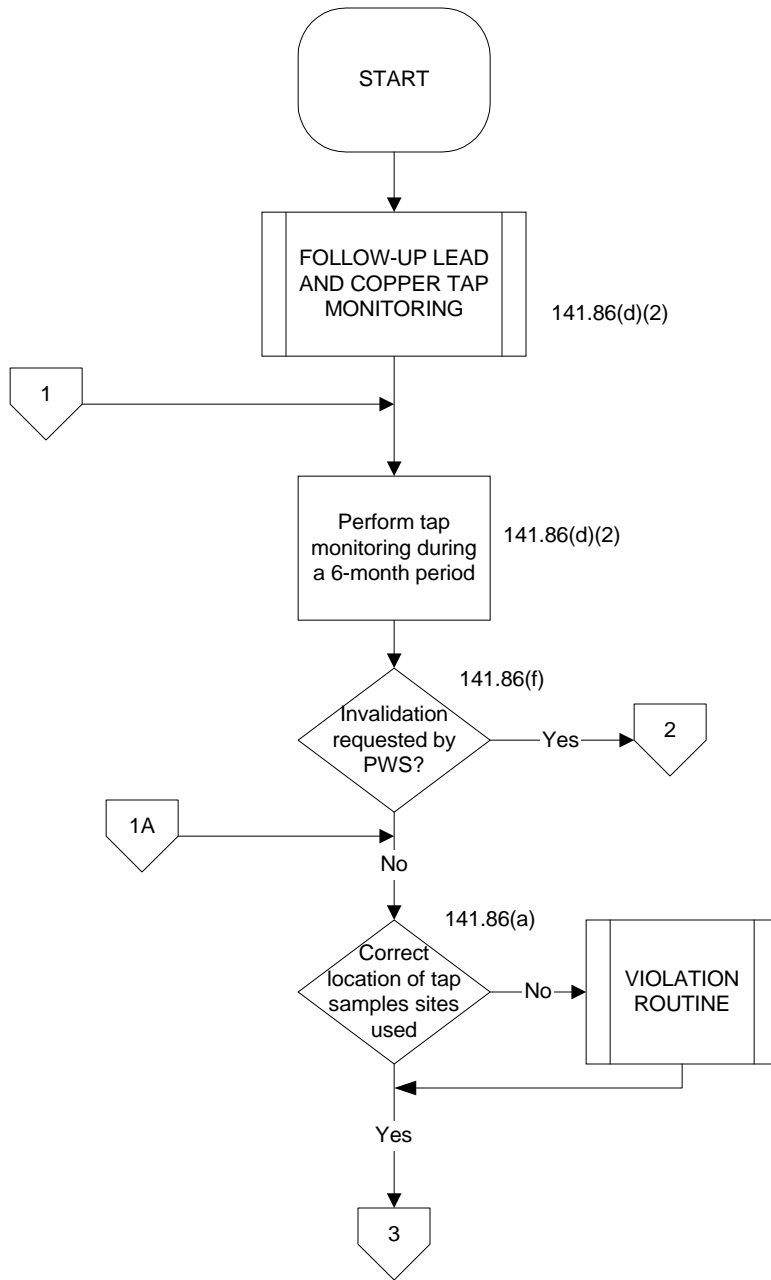 START
FOLLOW-UP LEAD
AND COPPER TAP
MONITORING
141.86(d)(2)
1
Perform tap
monitoring during
a 6-month period
141.86(d)(2)
141.86(f)
Invalidation
requested by
PWS?
Yes
2
1A
No
141.86(a)
Correct
location of tap
samples sites
used
No
VIOLATION
ROUTINE
Yes
3